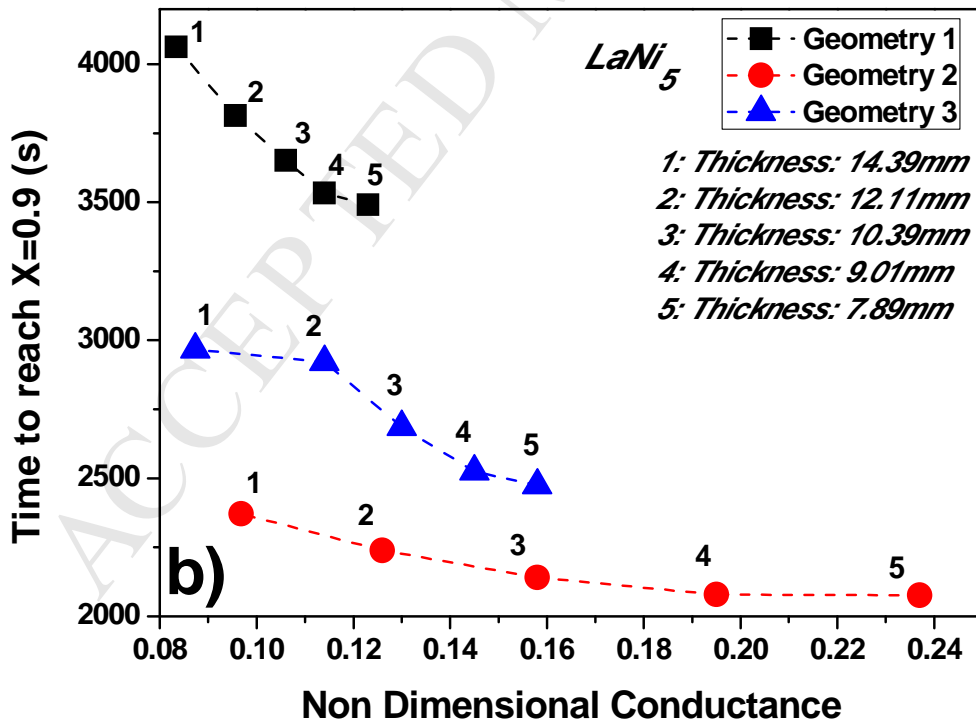 4000
3500
3000
2500
2000
Time to reach X=0.9 (s)
1
2
3
4
5
1
2
3
4
5
1
2
3
4
5
LaNi5
Geometry 1
Geometry 2
Geometry 3
1: Thickness: 14.39mm
2: Thickness: 12.11mm
3: Thickness: 10.39mm
4: Thickness: 9.01mm
5: Thickness: 7.89mm
b)
ACCEPTED M
0.08 0.10 0.12 0.14 0.16 0.18 0.20 0.22 0.24
Non Dimensional Conductance